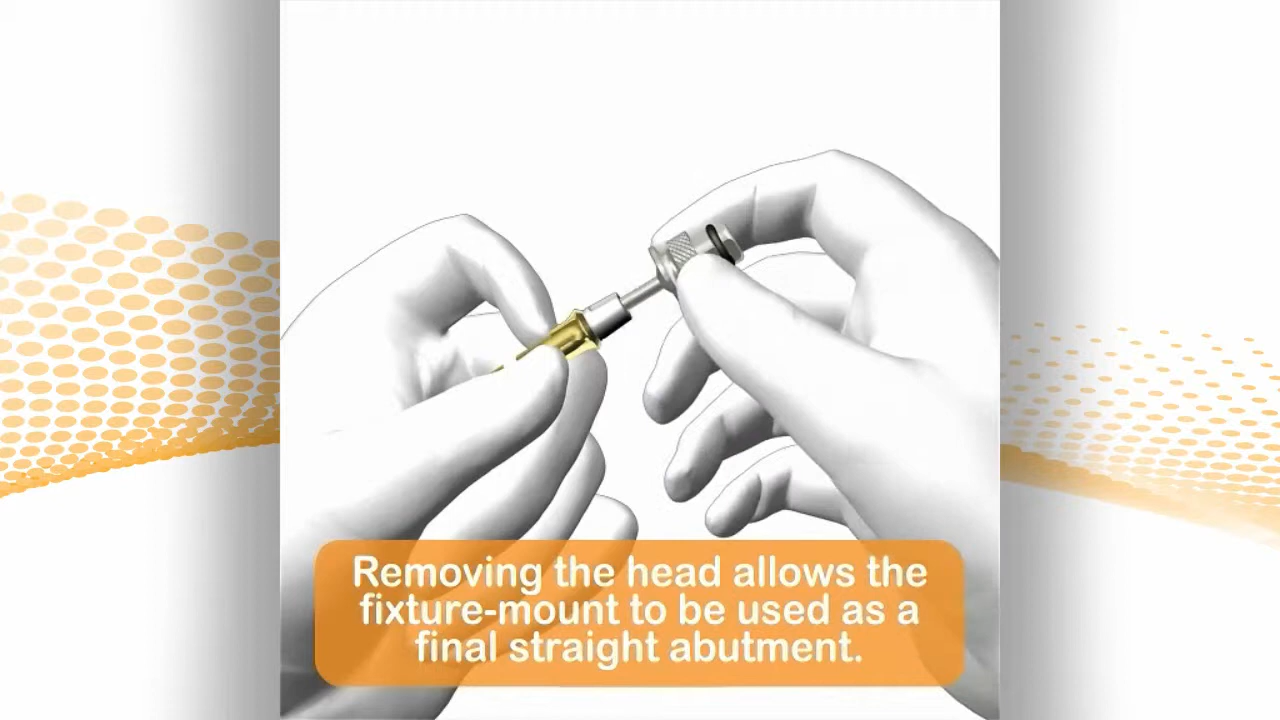 Removing the head allows the
fixture-mount to be used as a
final straight abutment.